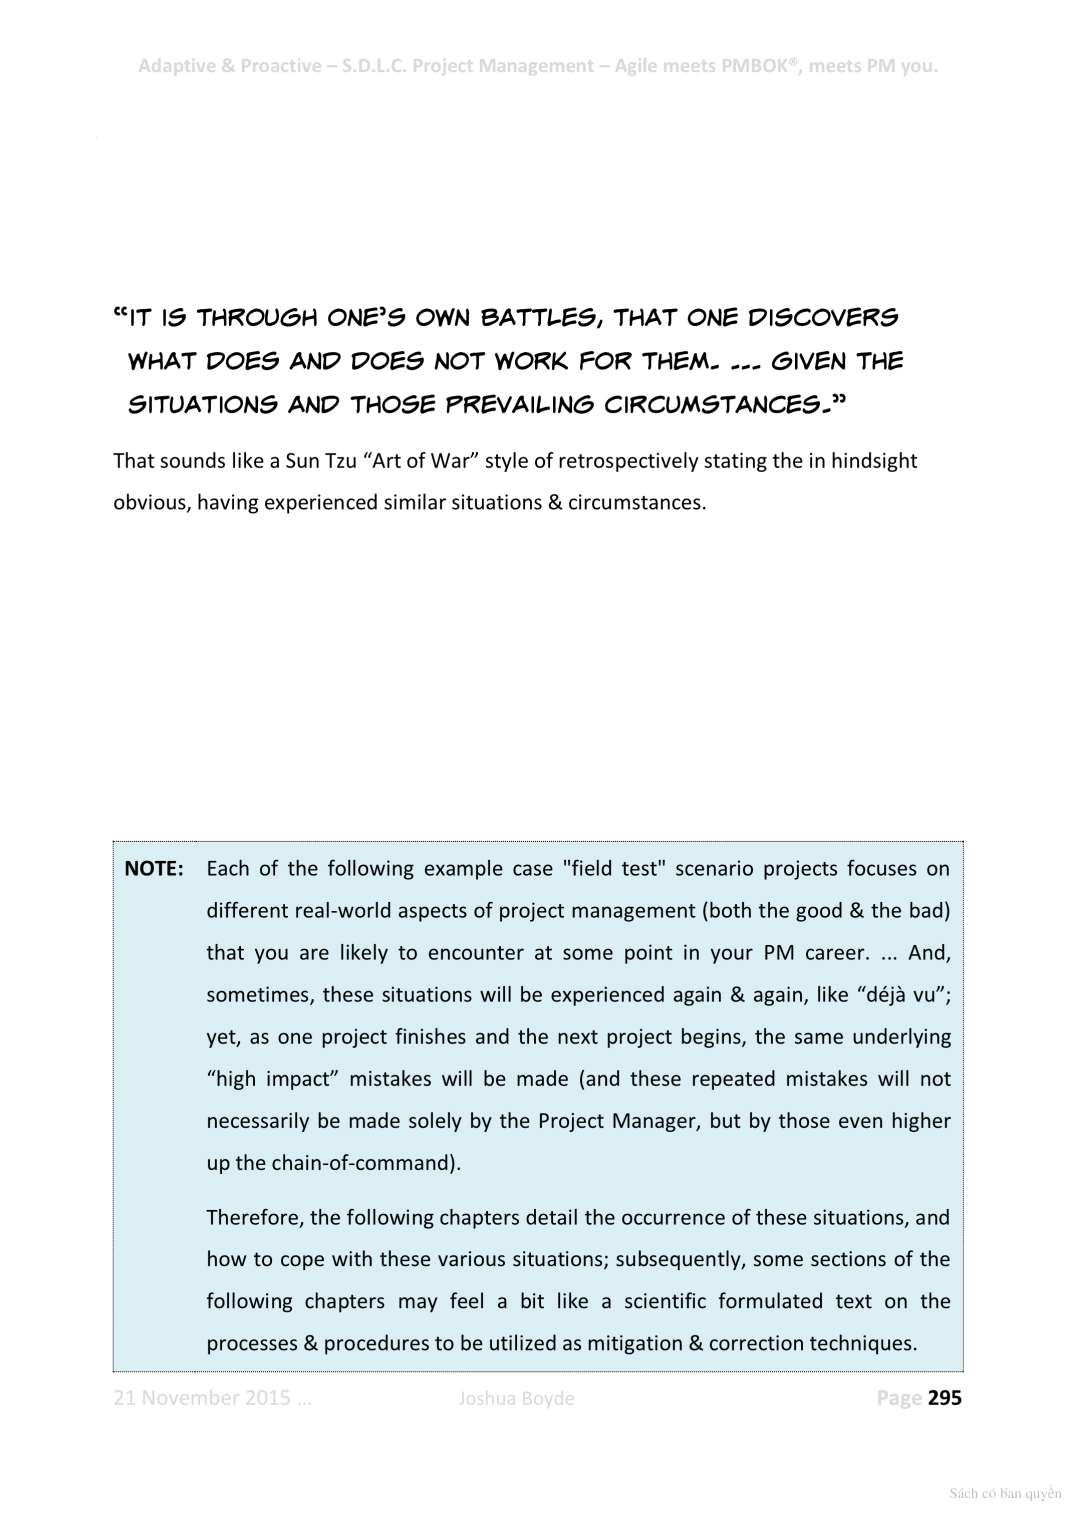 Adaptive & Proactive – S.D.L.C. Project Management – Agile meets PMBOK®, meets PM you.
“IT IS THROUGH ONE’S OWN BATTLES, THAT ONE DISCOVERS
WHAT DOES AND DOES NOT WORK FOR THEM. ... GIVEN THE
SITUATIONS AND THOSE PREVAILING CIRCUMSTANCES.”
That sounds like a Sun Tzu “Art of War” style of retrospectively stating the in hindsight
obvious, having experienced similar situations & circumstances.
NOTE: Each of the following example case "field test" scenario projects focuses on
different real-world aspects of project management (both the good & the bad)
that you are likely to encounter at some point in your PM career. ... And,
sometimes, these situations will be experienced again & again, like “déjà vu”;
yet, as one project finishes and the next project begins, the same underlying
“high impact” mistakes will be made (and these repeated mistakes will not
necessarily be made solely by the Project Manager, but by those even higher
up the chain-of-command).
Therefore, the following chapters detail the occurrence of these situations, and
how to cope with these various situations; subsequently, some sections of the
following chapters may feel a bit like a scientific formulated text on the
processes & procedures to be utilized as mitigation & correction techniques.
21 November 2015 ... Joshua Boyde Page 295
Sách có bản quyền